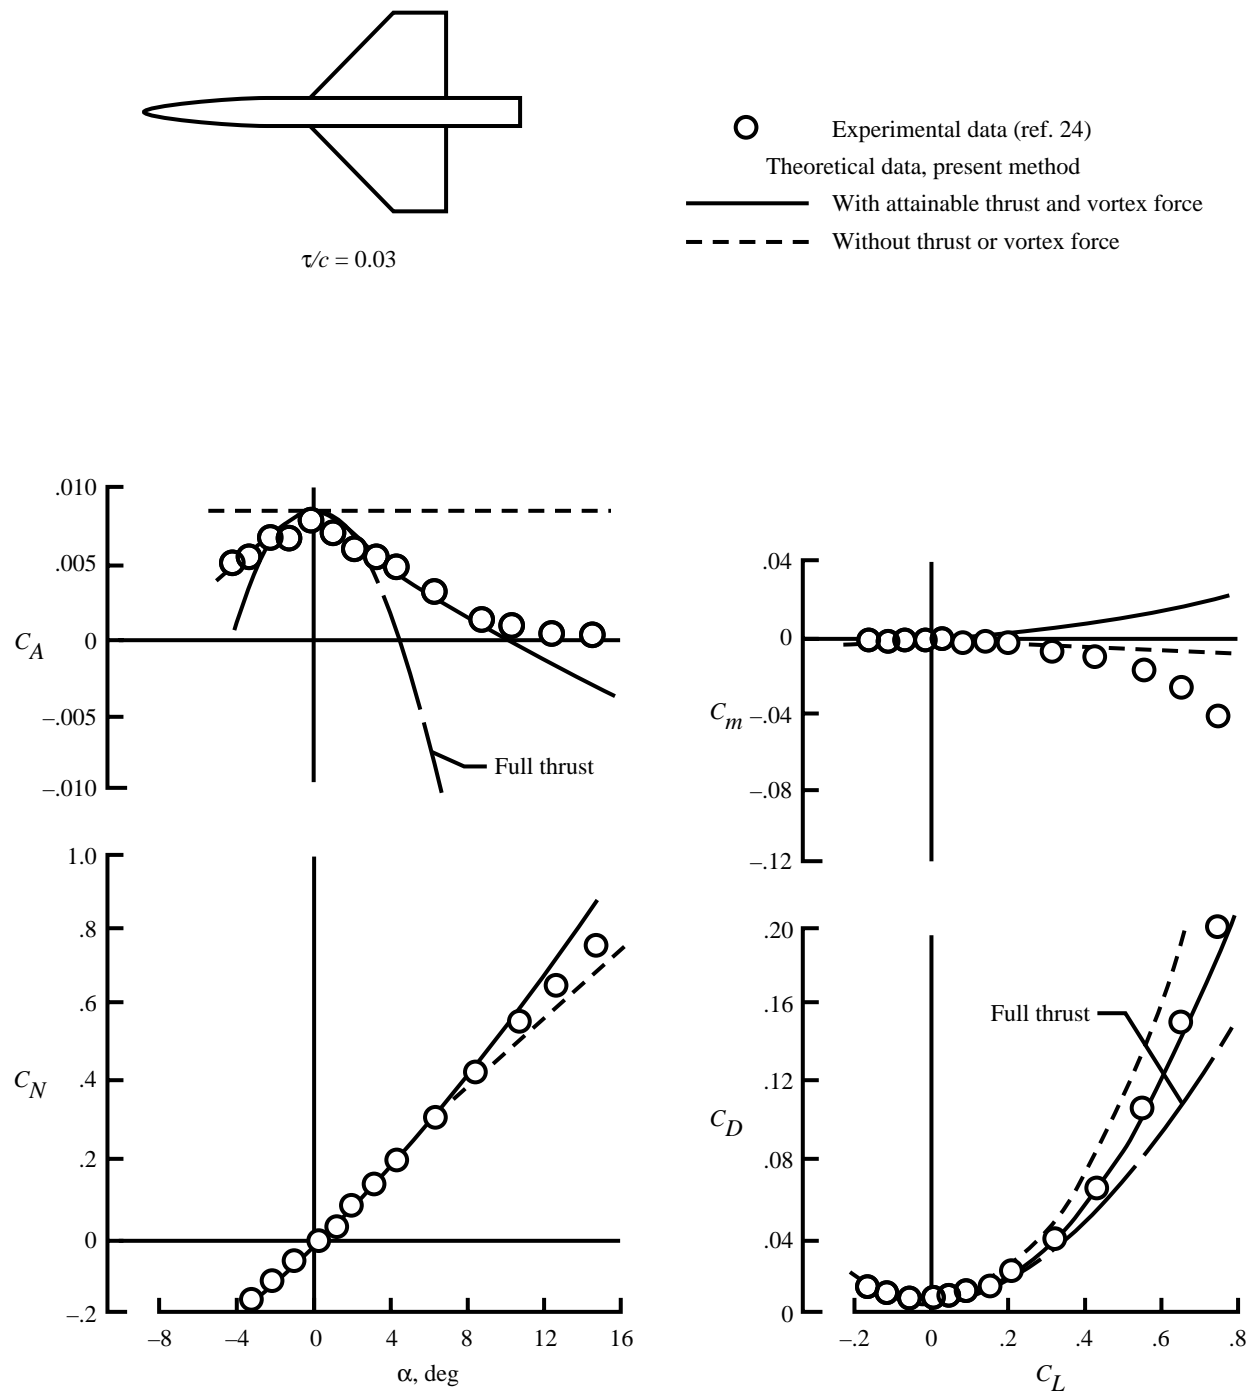 Experimental data (ref. 24)
Theoretical data, present method
With attainable thrust and vortex force
Without thrust or vortex force
τ/c = 0.03
.010
.005
0
–.005
–.010
C_A
Full thrust
.04
0
–.04
–.08
–.12
C_m
1.0
.8
.6
.4
.2
0
–.2
C_N
–8 –4 0 4 8 12 16
α, deg
.20
.16
.12
.08
.04
0
C_D
Full thrust
–.2 0 .2 .4 .6 .8
C_L